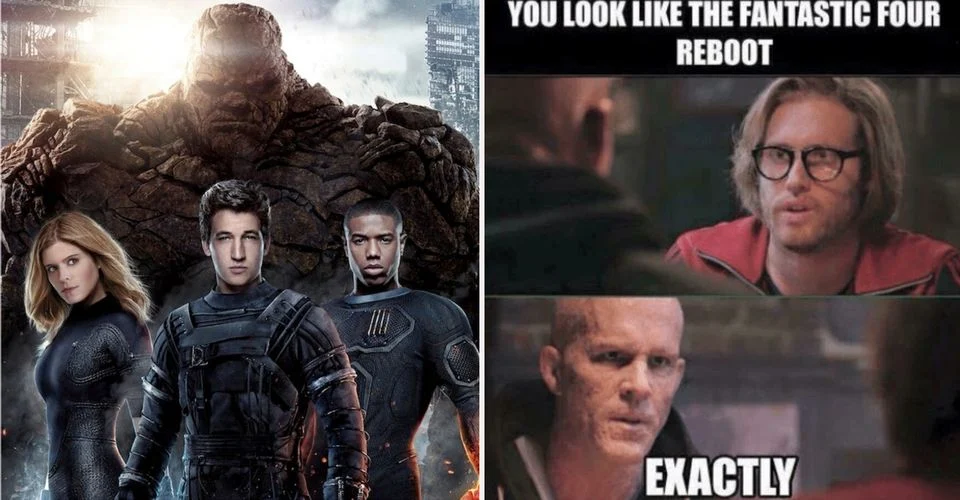 YOU LOOK LIKE THE FANTASTIC FOUR
REBOOT
EXACTLY